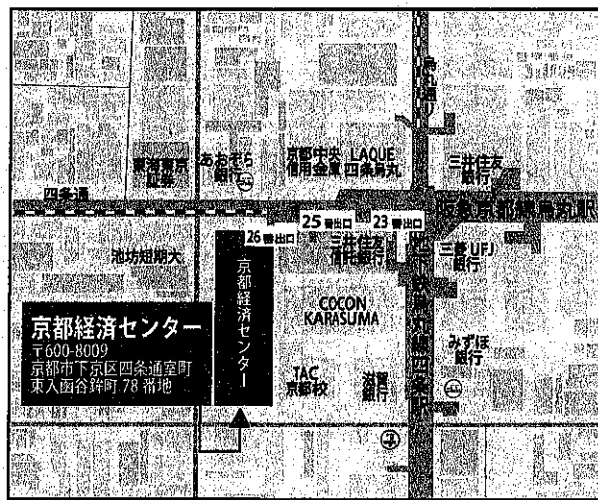 烏丸通り
東海東京
証券
あおぞら
銀行
京都中央
信用金庫
LAQUE
四条烏丸
三井住友
銀行
四条通
阪急京都線烏丸駅
26番出口
25番出口
23番出口
池坊短期大
三井住友
信託銀行
三菱UFJ
銀行
京都経済センター
COCON
KARASUMA
地下鉄烏丸線四条駅
京都経済センター
〒600-8009
京都市下京区四条通室町
東入函谷鉾町78番地
TAC
京都校
滋賀
銀行
みずほ
銀行